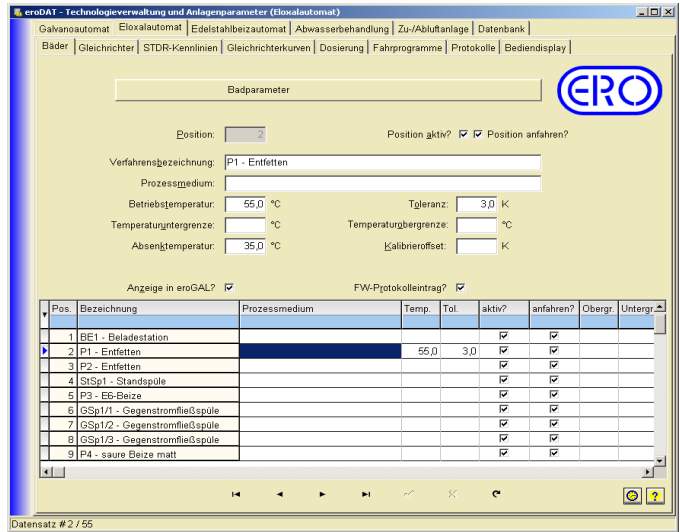 eroDAT - Technologieverwaltung und Anlagenparameter (Eloxalautomat)
Galvanoautomat Eloxalautomat Edelstahlbeizautomat Abwasserbehandlung Zu-/Abluftanlage Datenbank
Bäder Gleichrichter STDR-Kennlinien Gleichrichterkurven Dosierung Fahrprogramme Protokolle Bediendisplay
Badparameter
ERO
Position: 2 Position aktiv? Position anfahren?
Verfahrensbezeichnung: P1 - Entfetten
Prozessmedium:
Betriebstemperatur: 55,0 °C Toleranz: 3,0 K
Temperaturuntergrenze: °C Temperaturobergrenze: °C
Absenktemperatur: 35,0 °C Kalibrieroffset: K
Anzeige in eroGAL? FW-Protokolleintrag?
Pos. Bezeichnung Prozessmedium Temp. Tol. aktiv? anfahren? Obergr. Untergr
1 BE1 - Beladestation
2 P1 - Entfetten 55,0 3,0
3 P2 - Entfetten
4 StSp1 - Standspüle
5 P3 - E6-Beize
6 GSp1/1 - Gegenstromfließspüle
7 GSp1/2 - Gegenstromfließspüle
8 GSp1/3 - Gegenstromfließspüle
9 P4 - saure Beize matt
Datensatz # 2 / 55